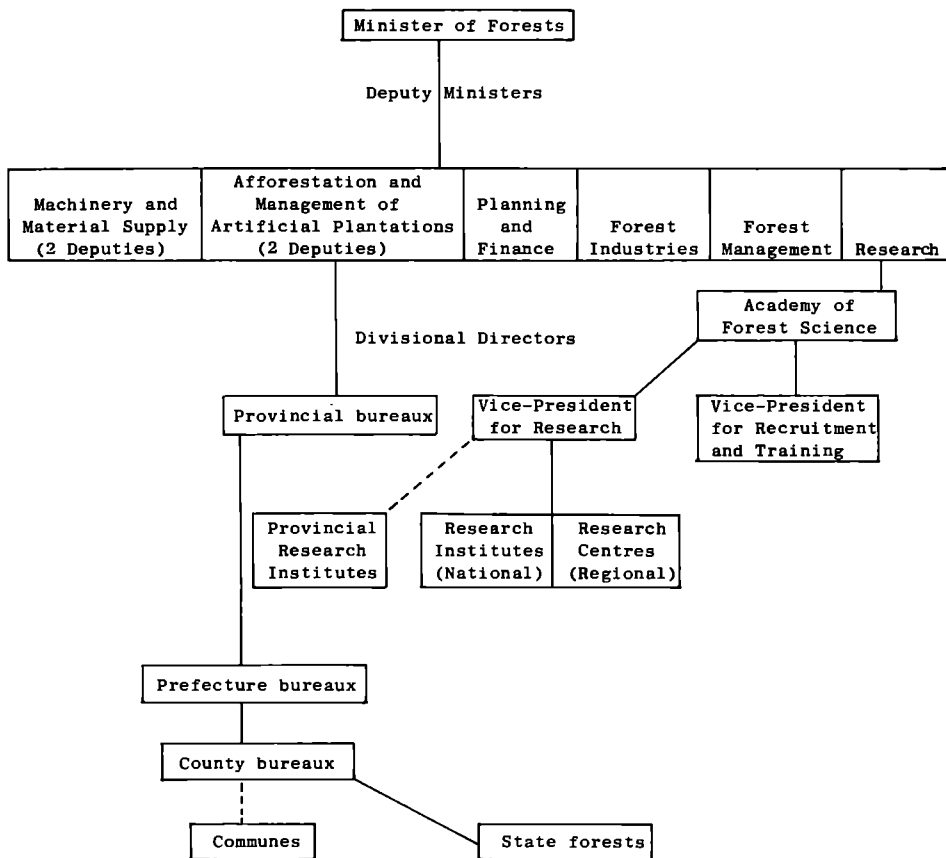 Minister of Forests
Deputy Ministers
Machinery and
Material Supply
(2 Deputies)
Afforestation and
Management of
Artificial Plantations
(2 Deputies)
Planning
and
Finance
Forest
Industries
Forest
Management
Research
Academy of
Forest Science
Divisional Directors
Provincial bureaux
Vice-President
for Research
Vice-President
for Recruitment
and Training
Provincial
Research
Institutes
Research
Institutes
(National)
Research
Centres
(Regional)
Prefecture bureaux
County bureaux
Communes
State forests